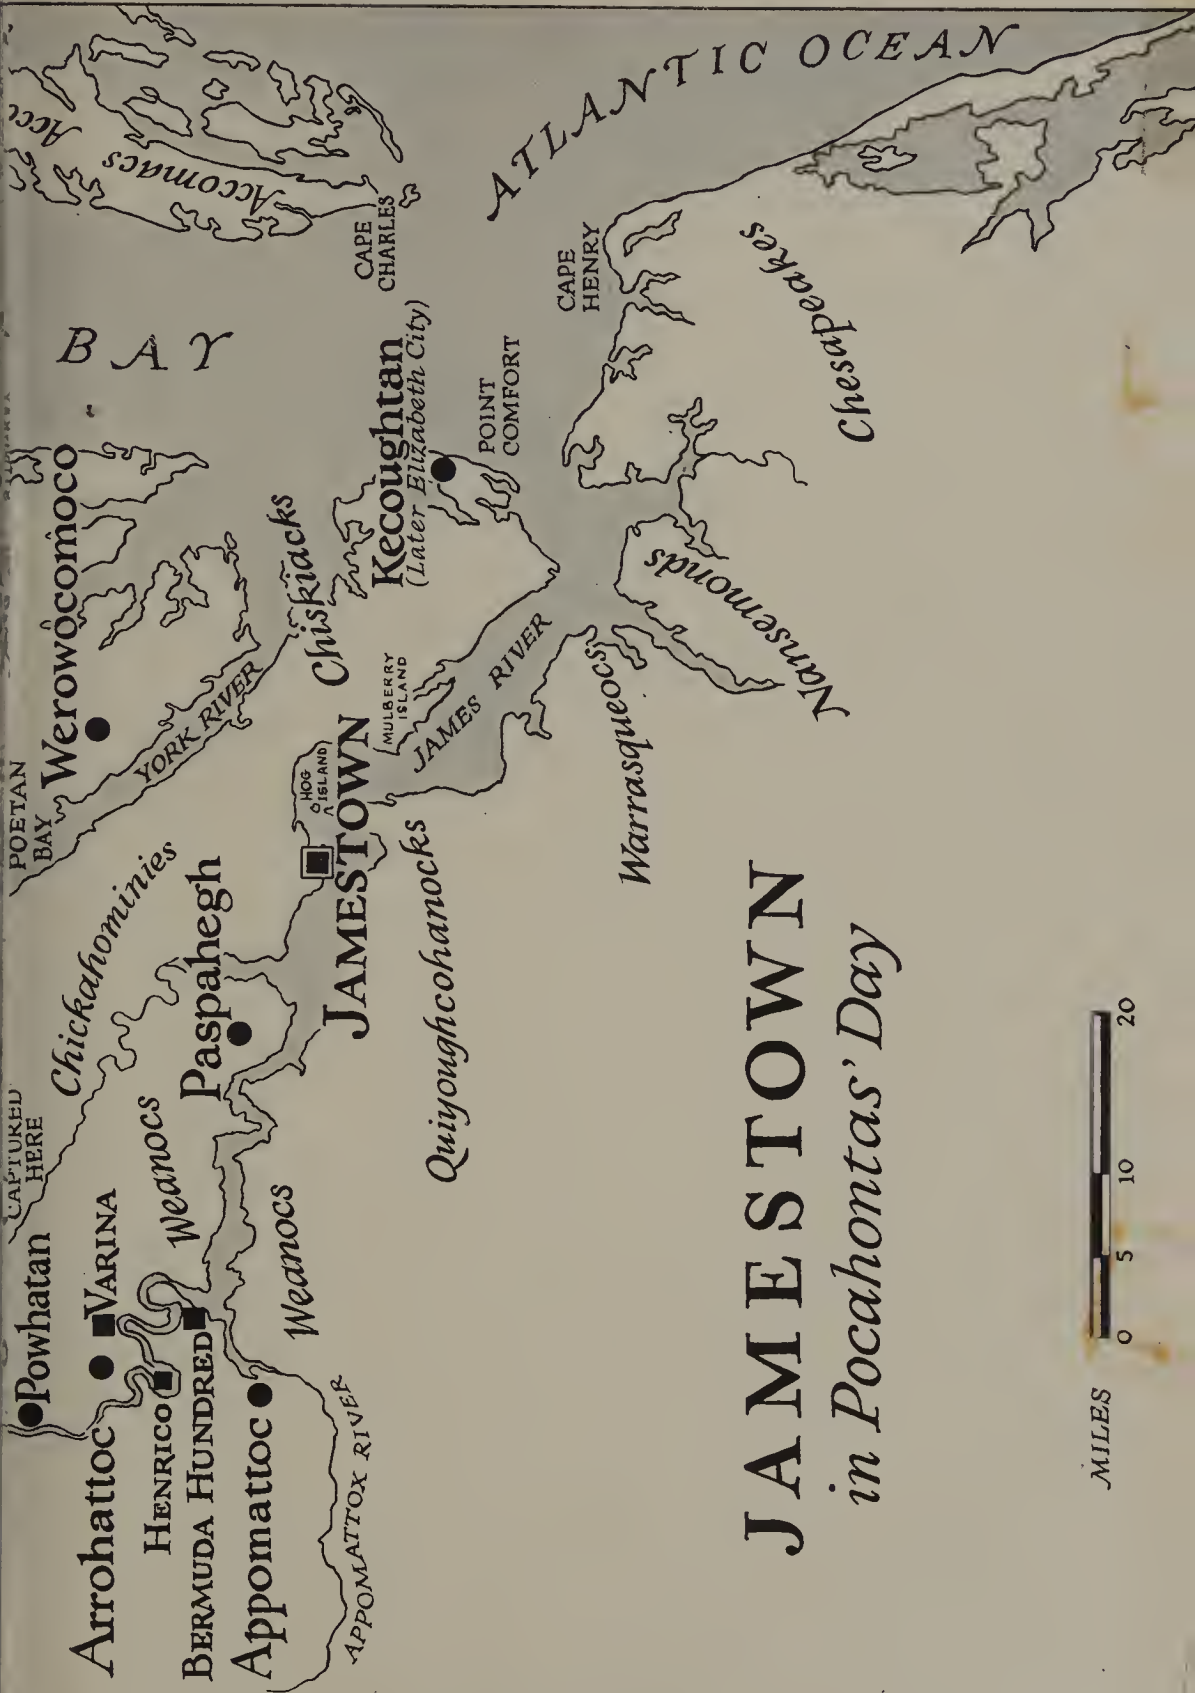 Powhatan
CAPTURED
HERE
POETAN
BAY
Werowocomoco
BAY
Accomacs
Arrohattoc
VARINA
Chickahominies
YORK RIVER
HENRICO
Weanocs
BERMUDA HUNDRED
Paspahegh
Chiskiacks
Appomattoc
Weanocs
HOG
ISLAND
JAMESTOWN
MULBERRY
ISLAND
Kecoughtan
(Later Elizabeth City)
CAPE
CHARLES
APPOMATTOX RIVER
Quiyoughcohanocks
JAMES RIVER
POINT
COMFORT
ATLANTIC OCEAN
CAPE
HENRY
Warrasqueocs
Nansemonds
Chesapeakes
JAMESTOWN
in Pocahontas' Day
MILES
0 5 10 20